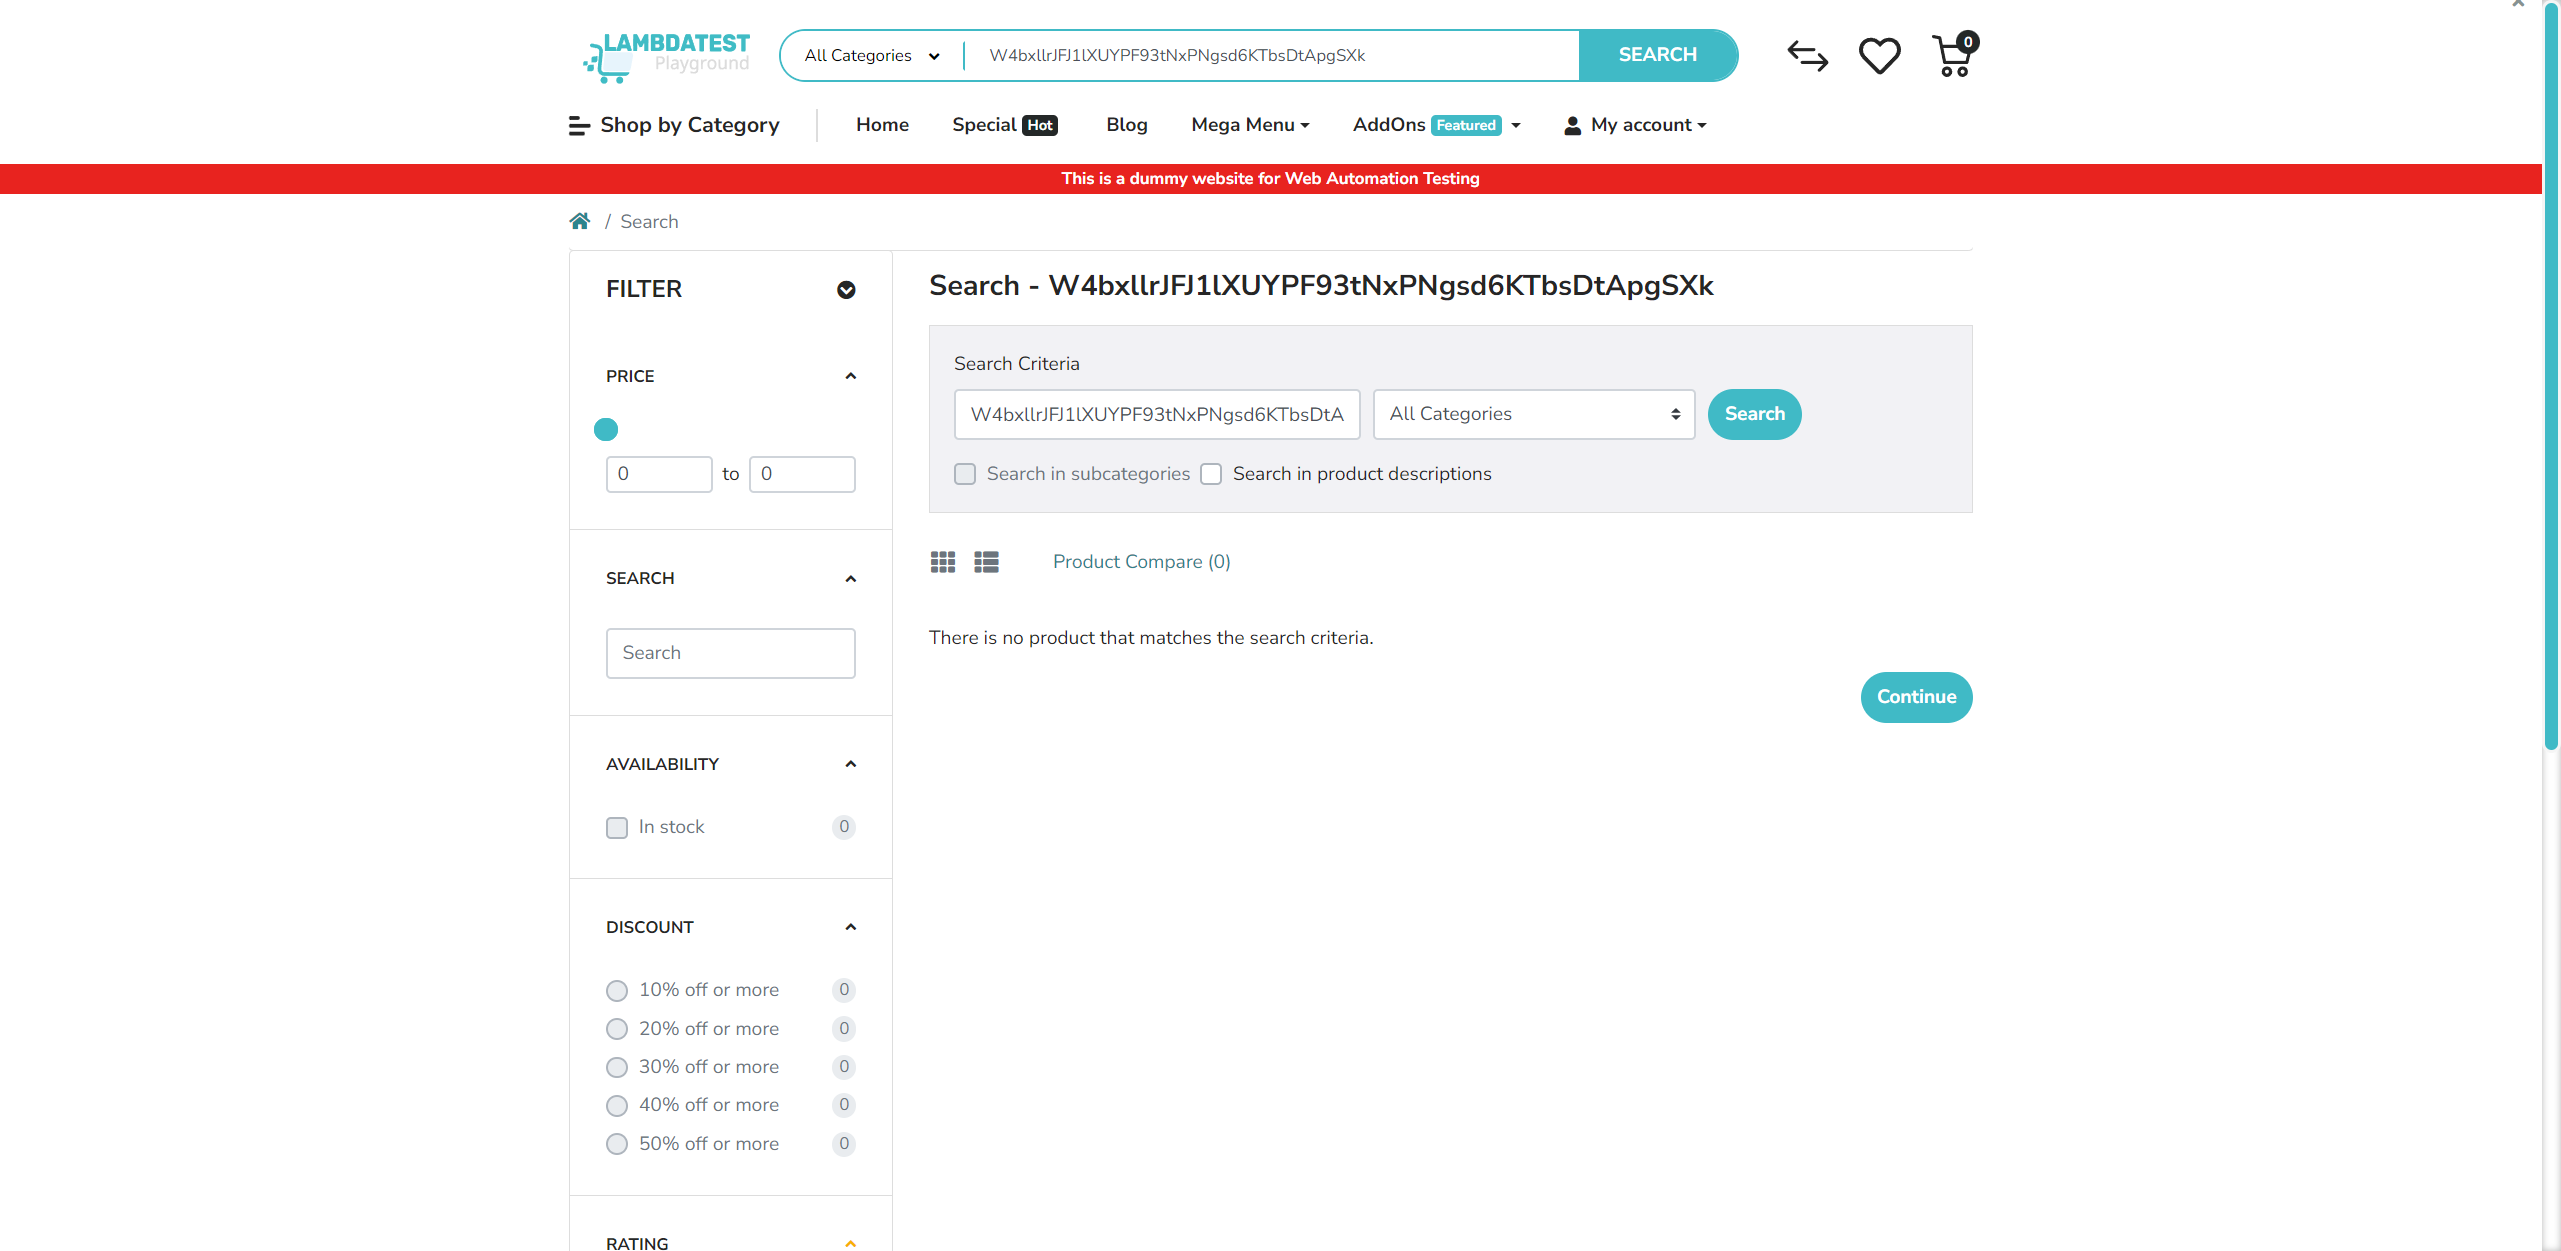 LAMBDATEST
Playground
All Categories
W4bxllrJFJ1lXUYPF93tNxPNgsd6KTbsDtApgSXk
SEARCH
0
Shop by Category
Home
Special Hot
Blog
Mega Menu
AddOns Featured
My account
This is a dummy website for Web Automation Testing
/ Search
FILTER
PRICE
0 to 0
SEARCH
Search
AVAILABILITY
In stock 0
DISCOUNT
10% off or more 0
20% off or more 0
30% off or more 0
40% off or more 0
50% off or more 0
RATING
Search - W4bxllrJFJ1lXUYPF93tNxPNgsd6KTbsDtApgSXk
Search Criteria
W4bxllrJFJ1lXUYPF93tNxPNgsd6KTbsDtA
All Categories
Search
Search in subcategories
Search in product descriptions
Product Compare (0)
There is no product that matches the search criteria.
Continue